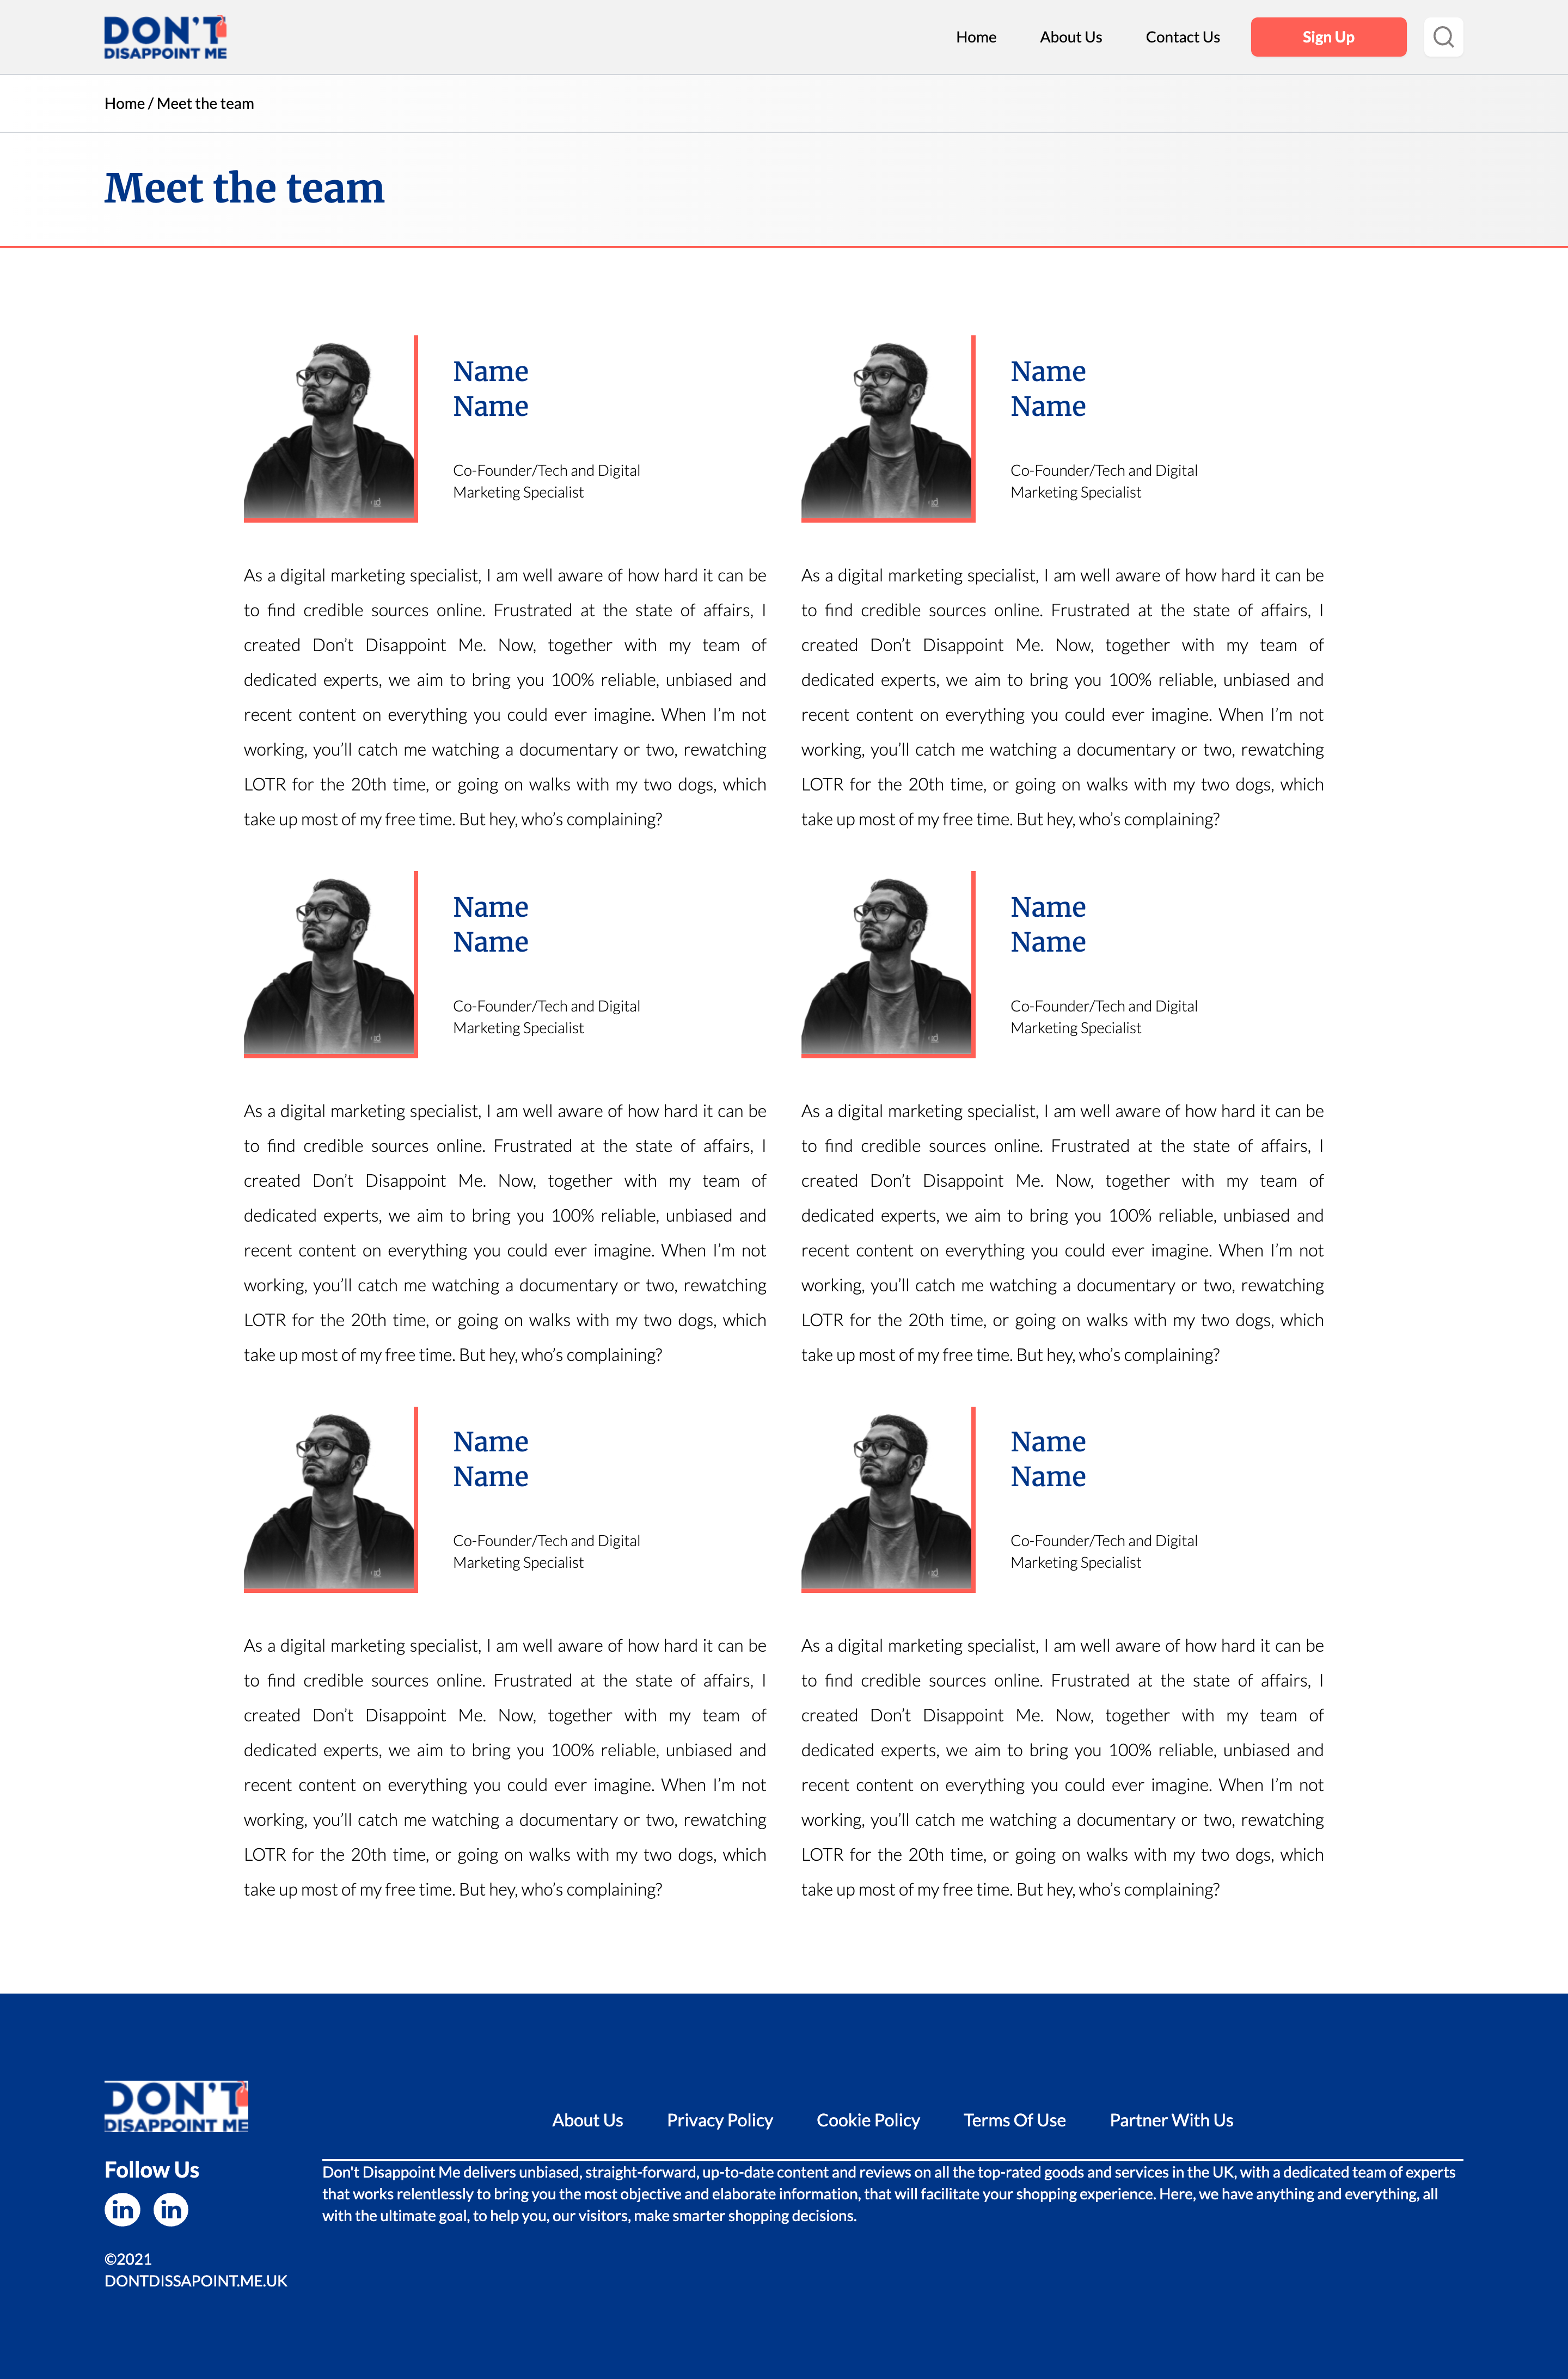 DON'T
DISAPPOINT ME
Home
About Us
Contact Us
Sign Up
Home / Meet the team
Meet the team
Name
Name
Co-Founder/Tech and Digital
Marketing Specialist
As a digital marketing specialist, I am well aware of how hard it can be
to find credible sources online. Frustrated at the state of affairs, I
created Don’t Disappoint Me. Now, together with my team of
dedicated experts, we aim to bring you 100% reliable, unbiased and
recent content on everything you could ever imagine. When I’m not
working, you’ll catch me watching a documentary or two, rewatching
LOTR for the 20th time, or going on walks with my two dogs, which
take up most of my free time. But hey, who’s complaining?
Name
Name
Co-Founder/Tech and Digital
Marketing Specialist
As a digital marketing specialist, I am well aware of how hard it can be
to find credible sources online. Frustrated at the state of affairs, I
created Don’t Disappoint Me. Now, together with my team of
dedicated experts, we aim to bring you 100% reliable, unbiased and
recent content on everything you could ever imagine. When I’m not
working, you’ll catch me watching a documentary or two, rewatching
LOTR for the 20th time, or going on walks with my two dogs, which
take up most of my free time. But hey, who’s complaining?
Name
Name
Co-Founder/Tech and Digital
Marketing Specialist
As a digital marketing specialist, I am well aware of how hard it can be
to find credible sources online. Frustrated at the state of affairs, I
created Don’t Disappoint Me. Now, together with my team of
dedicated experts, we aim to bring you 100% reliable, unbiased and
recent content on everything you could ever imagine. When I’m not
working, you’ll catch me watching a documentary or two, rewatching
LOTR for the 20th time, or going on walks with my two dogs, which
take up most of my free time. But hey, who’s complaining?
Name
Name
Co-Founder/Tech and Digital
Marketing Specialist
As a digital marketing specialist, I am well aware of how hard it can be
to find credible sources online. Frustrated at the state of affairs, I
created Don’t Disappoint Me. Now, together with my team of
dedicated experts, we aim to bring you 100% reliable, unbiased and
recent content on everything you could ever imagine. When I’m not
working, you’ll catch me watching a documentary or two, rewatching
LOTR for the 20th time, or going on walks with my two dogs, which
take up most of my free time. But hey, who’s complaining?
Name
Name
Co-Founder/Tech and Digital
Marketing Specialist
As a digital marketing specialist, I am well aware of how hard it can be
to find credible sources online. Frustrated at the state of affairs, I
created Don’t Disappoint Me. Now, together with my team of
dedicated experts, we aim to bring you 100% reliable, unbiased and
recent content on everything you could ever imagine. When I’m not
working, you’ll catch me watching a documentary or two, rewatching
LOTR for the 20th time, or going on walks with my two dogs, which
take up most of my free time. But hey, who’s complaining?
Name
Name
Co-Founder/Tech and Digital
Marketing Specialist
As a digital marketing specialist, I am well aware of how hard it can be
to find credible sources online. Frustrated at the state of affairs, I
created Don’t Disappoint Me. Now, together with my team of
dedicated experts, we aim to bring you 100% reliable, unbiased and
recent content on everything you could ever imagine. When I’m not
working, you’ll catch me watching a documentary or two, rewatching
LOTR for the 20th time, or going on walks with my two dogs, which
take up most of my free time. But hey, who’s complaining?
DON'T
DISAPPOINT ME
Follow Us
in in
©2021
DONTDISSAPOINT.ME.UK
About Us
Privacy Policy
Cookie Policy
Terms Of Use
Partner With Us
Don't Disappoint Me delivers unbiased, straight-forward, up-to-date content and reviews on all the top-rated goods and services in the UK, with a dedicated team of experts
that works relentlessly to bring you the most objective and elaborate information, that will facilitate your shopping experience. Here, we have anything and everything, all
with the ultimate goal, to help you, our visitors, make smarter shopping decisions.